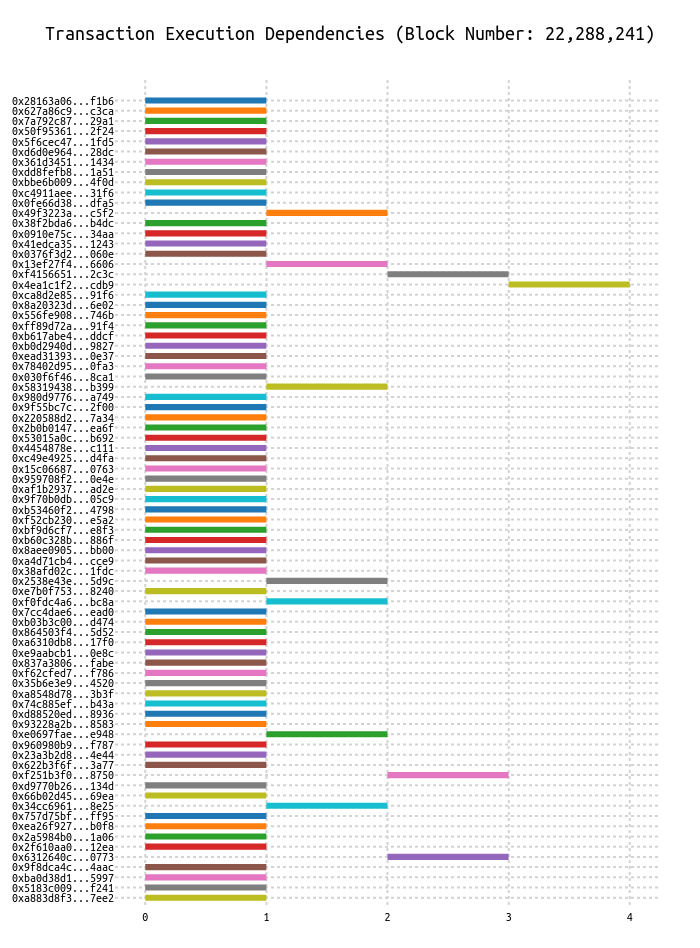 Transaction Execution Dependencies (Block Number: 22,288,241)
0x28163a06...f1b6
0x627a86c9...c3ca
0x7a792c87...29a1
0x50f95361...2f24
0x5f6cec47...1fd5
0xd6d0e964...28dc
0x361d3451...1434
0xdd8fefb8...1a51
0xbbe6b009...4f0d
0xc4911aee...31f6
0x0fe66d38...dfa5
0x49f3223a...c5f2
0x38f2bda6...b4dc
0x0910e75c...34aa
0x41edca35...1243
0x0376f3d2...060e
0x13ef27f4...6606
0xf4156651...2c3c
0x4ea1c1f2...cdb9
0xca8d2e85...91f6
0x8a20323d...6e02
0x556fe908...746b
0xff89d72a...91f4
0xb617abe4...ddcf
0xb0d2940d...9827
0xead31393...0e37
0x78402d95...0fa3
0x030f6f46...8ca1
0x58319438...b399
0x980d9776...a749
0x9f55bc7c...2f00
0x220588d2...7a34
0x2b0b0147...ea6f
0x53015a0c...b692
0x4454878e...c111
0xc49e4925...d4fa
0x15c06687...0763
0x959708f2...0e4e
0xaf1b2937...ad2e
0x9f70b0db...05c9
0xb53460f2...4798
0xf52cb230...e5a2
0xbf9d6cf7...e8f3
0xb60c328b...886f
0x8aee0905...bb00
0xa4d71cb4...cce9
0x38afd02c...1fdc
0x2538e43e...5d9c
0xe7b0f753...8240
0xf0fdc4a6...bc8a
0x7cc4dae6...ead0
0xb03b3c00...d474
0x864503f4...5d52
0xa6310db8...17f0
0xe9aabcb1...0e8c
0x837a3806...fabe
0xf62cfed7...f786
0x35b6e3e9...4520
0xa8548d78...3b3f
0x74c885ef...b43a
0xd88520ed...8936
0x93228a2b...8583
0xe0697fae...e948
0x960980b9...f787
0x23a3b2d8...4e44
0x622b3f6f...3a77
0xf251b3f0...8750
0xd9770b26...134d
0x66b02d45...69ea
0x34cc6961...8e25
0x757d75bf...ff95
0xea26f927...b0f8
0x2a5984b0...1a06
0x2f610aa0...12ea
0x6312640c...0773
0x9f8dca4c...4aac
0xba0d38d1...5997
0x5183c009...f241
0xa883d8f3...7ee2
0 1 2 3 4